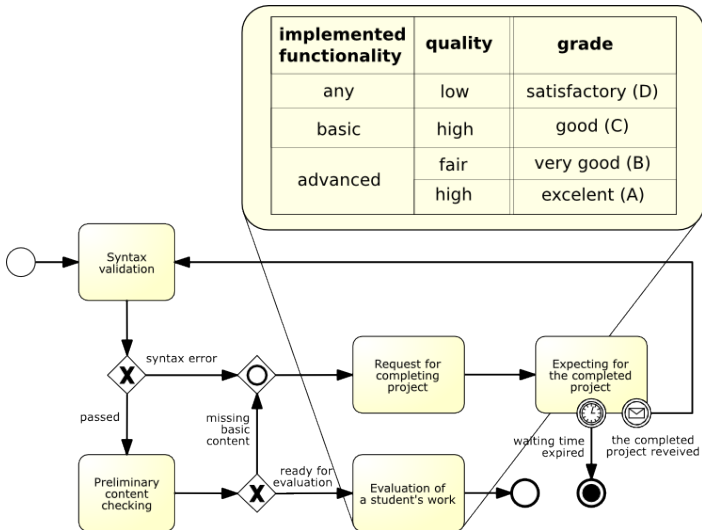 implemented functionality quality grade
any low satisfactory (D)
basic high good (C)
advanced fair very good (B)
high excelent (A)
Syntax
validation
syntax error
passed
missing
basic
content
Request for
completing
project
Expecting for
the completed
project
waiting time
expired
the completed
project reveived
Preliminary
content
checking
ready for
evaluation
Evaluation of
a student's work